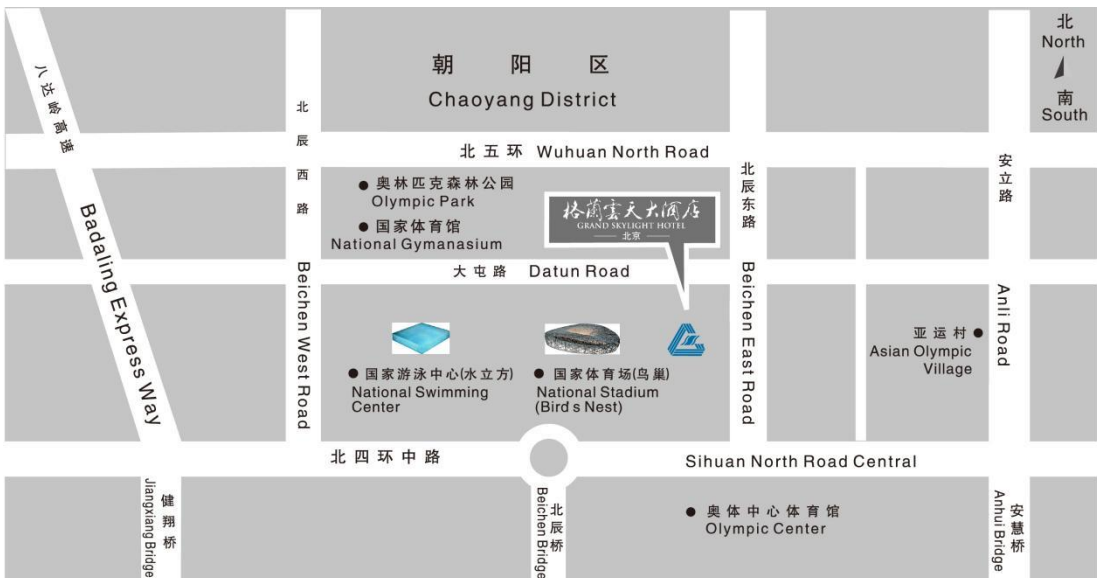 北
North
南
South
朝 阳 区
Chaoyang District
八达岭高速
Badaling Express Way
北辰西路
Beichen West Road
北五环 Wuhuan North Road
奥林匹克森林公园
Olympic Park
国家体育馆
National Gymanasium
格蘭雲天大酒店
GRAND SKYLIGHT HOTEL
北京
北辰东路
Beichen East Road
安立路
Anli Road
大屯路 Datun Road
国家游泳中心(水立方)
National Swimming
Center
国家体育场(鸟巢)
National Stadium
(Bird s Nest)
亚运村
Asian Olympic
Village
北四环中路
Sihuan North Road Central
健翔桥
Jiangxiang Bridge
北辰桥
Beichen Bridge
奥体中心体育馆
Olympic Center
安慧桥
Anhui Bridge